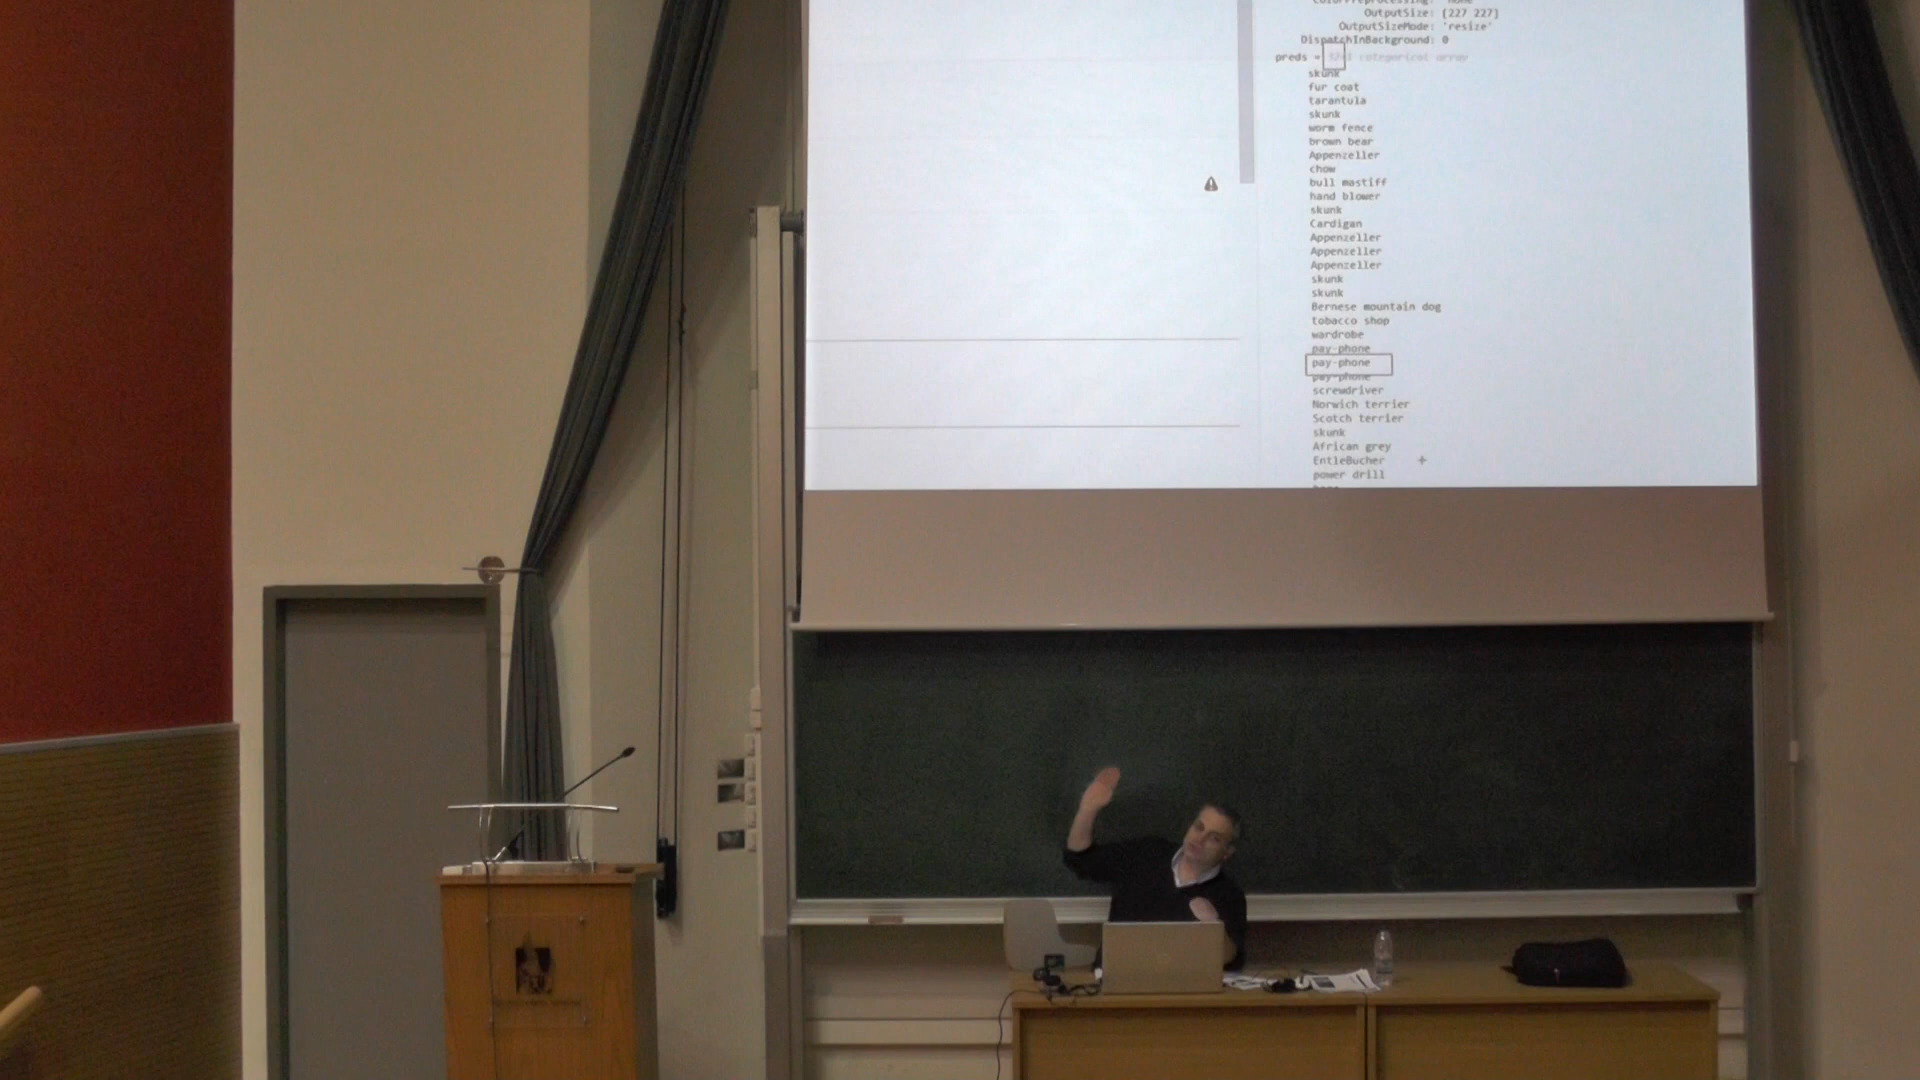 OutputSize: [227 227]
OutputSizeMode: 'resize'
DispatchInBackground: 0
preds = categorical array
skunk
fur coat
tarantula
skunk
worm fence
brown bear
Appenzeller
chow
bull mastiff
hand blower
skunk
Cardigan
Appenzeller
Appenzeller
Appenzeller
skunk
skunk
Bernese mountain dog
tobacco shop
wardrobe
pay-phone
pay-phone
pay-phone
screwdriver
Norwich terrier
Scotch terrier
skunk
African grey
EntleBucher
power drill